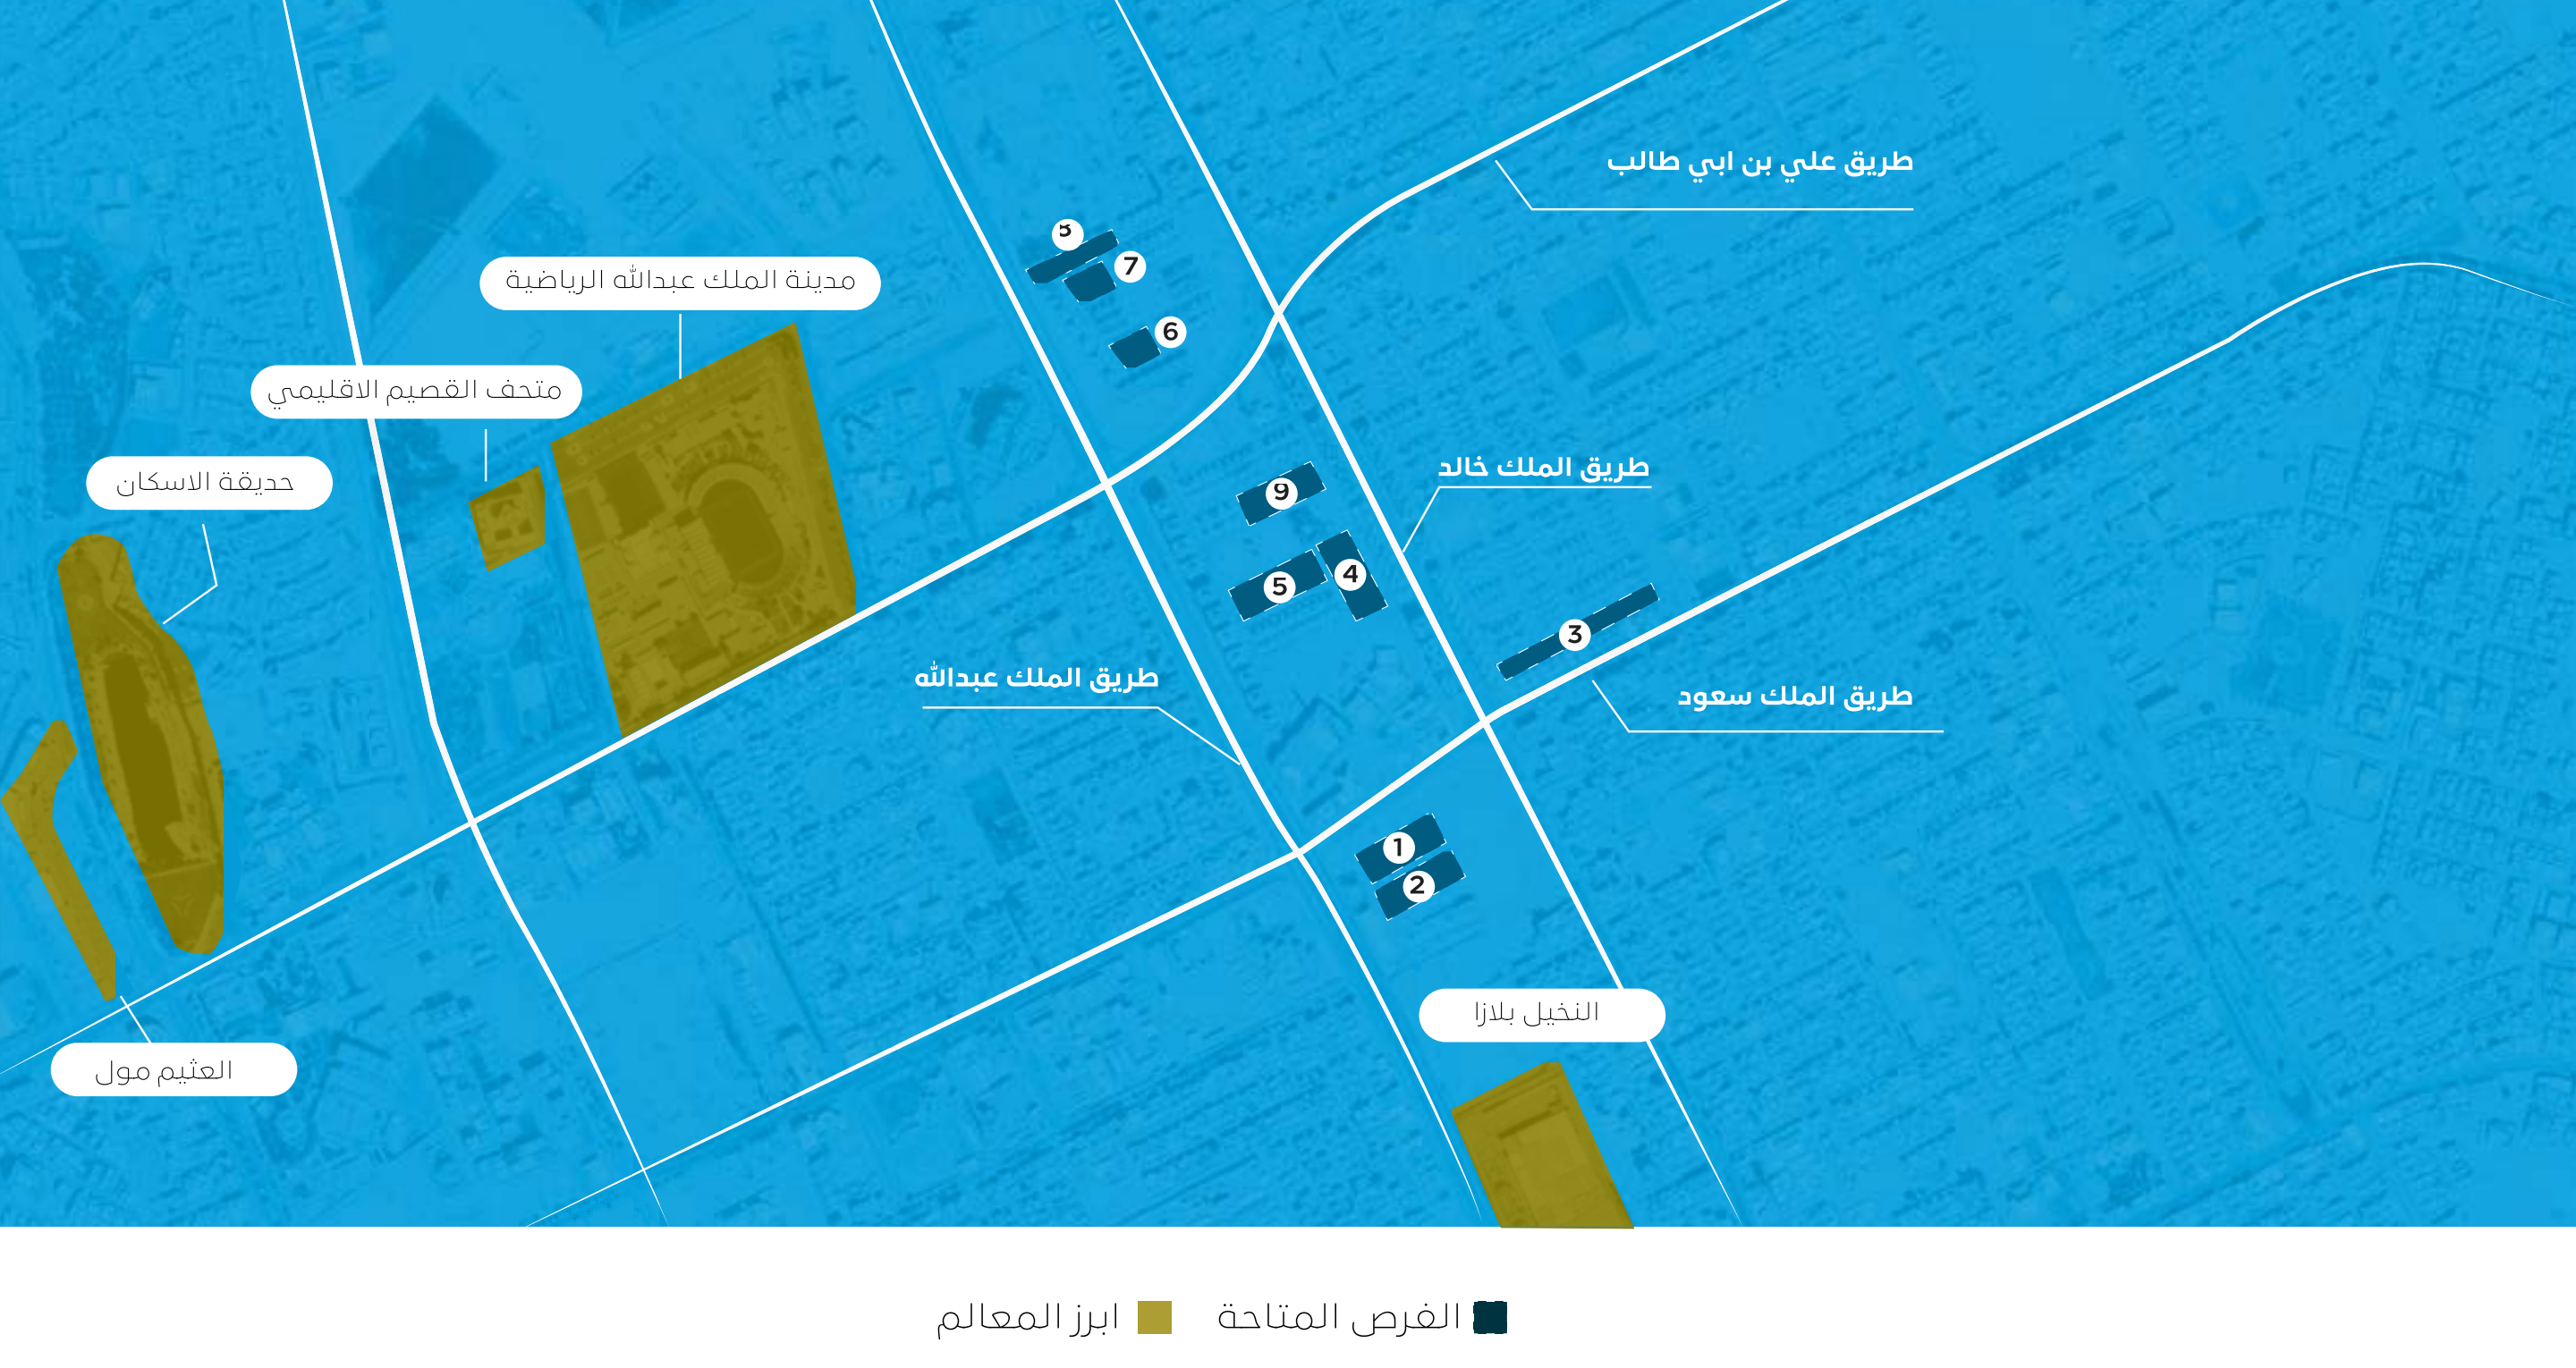 طريق علي بن ابي طالب
7
مدينة الملك عبدالله الرياضية
6
متحف القصيم الاقليمي
طريق الملك خالد
حديقة الاسكان
9
4
5
3
طريق الملك عبدالله
طريق الملك سعود
1
2
النخيل بلازا
العثيم مول
الفرص المتاحة
ابرز المعالم